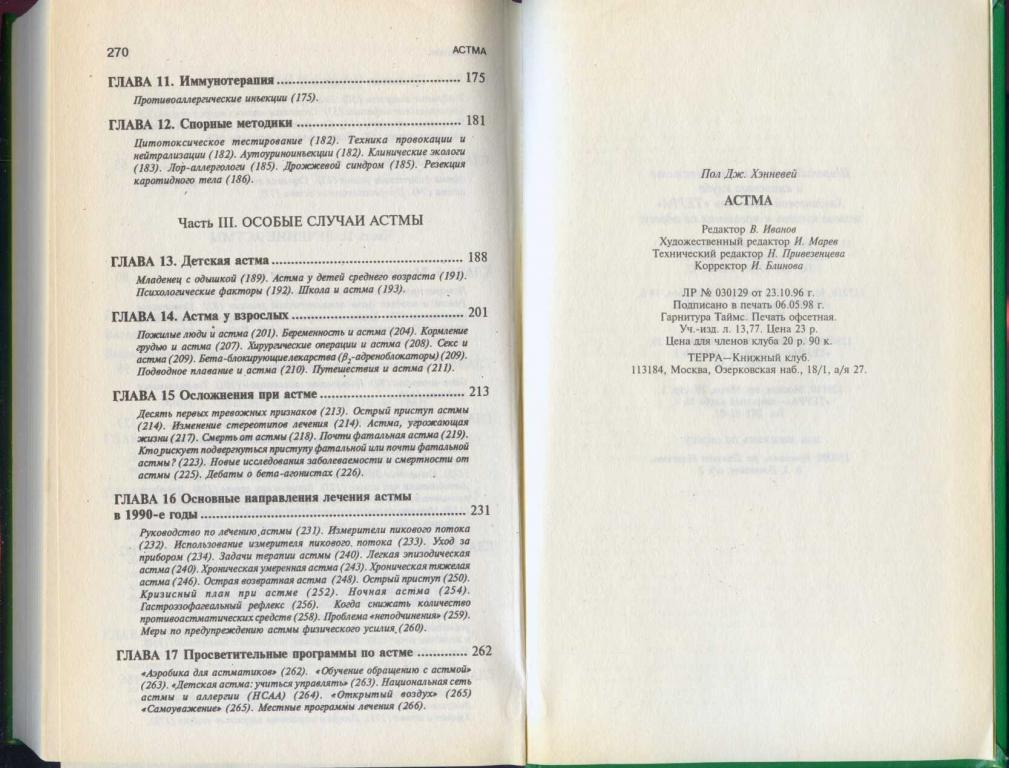 270
АСТМА
ГЛАВА 11. Иммунотерапия ............................................. 175
Противоаллергические инъекции (175).
ГЛАВА 12. Спорные методики ......................................... 181
Цитотоксическое тестирование (182). Техника провокации и
нейтрализации (182). Аутоуриноинъекции (182). Клинические экологи
(183). Лор-аллергологи (185). Дрожжевой синдром (185). Резекция
каротидного тела (186).
Часть III. ОСОБЫЕ СЛУЧАИ АСТМЫ
ГЛАВА 13. Детская астма ............................................... 188
Младенец с одышкой (189). Астма у детей среднего возраста (191).
Психологические факторы (192). Школа и астма (193).
ГЛАВА 14. Астма у взрослых ........................................... 201
Пожилые люди и астма (201). Беременность и астма (204). Кормление
грудью и астма (207). Хирургические операции и астма (208). Секс и
астма (209). Бета-блокирующие лекарства (β₂-адреноблокаторы) (209).
Подводное плавание и астма (210). Путешествия и астма (211).
ГЛАВА 15 Осложнения при астме ..................................... 213
Десять первых тревожных признаков (213). Острый приступ астмы
(214). Изменение стереотипов лечения (214). Астма, угрожающая
жизни (217). Смерть от астмы (218). Почти фатальная астма (219).
Кто рискует подвергнуться приступу фатальной или почти фатальной
астмы? (223). Новые исследования заболеваемости и смертности от
астмы (225). Дебаты о бета-агонистах (226).
ГЛАВА 16 Основные направления лечения астмы
в 1990-е годы ................................................................. 231
Руководство по лечению астмы (231). Измерители пикового потока
(232). Использование измерителя пикового потока (233). Уход за
прибором (234). Задачи терапии астмы (240). Легкая эпизодическая
астма (240). Хроническая умеренная астма (243). Хроническая тяжелая
астма (246). Острая возвратная астма (248). Острый приступ (250).
Кризисный план при астме (252). Ночная астма (254).
Гастроэзофагеальный рефлекс (256). Когда снижать количество
противоастматических средств (258). Проблема «неподчинения» (259).
Меры по предупреждению астмы физического усилия (260).
ГЛАВА 17 Просветительные программы по астме ............. 262
«Аэробика для астматиков» (262). «Обучение обращению с астмой»
(263). «Детская астма: учиться управлять» (263). Национальная сеть
астмы и аллергии (НСАА) (264). «Открытый воздух» (265)
«Самоуважение» (265). Местные программы лечения (266).
Пол Дж. Хэнневей
АСТМА
Редактор В. Иванов
Художественный редактор И. Марев
Технический редактор Н. Привезенцева
Корректор И. Блинова
ЛР № 030129 от 23.10.96 г.
Подписано в печать 06.05.98 г.
Гарнитура Таймс. Печать офсетная.
Уч.-изд. л. 13,77. Цена 23 р.
Цена для членов клуба 20 р. 90 к.
ТЕРРА—Книжный клуб.
113184, Москва, Озерковская наб., 18/1, а/я 27.